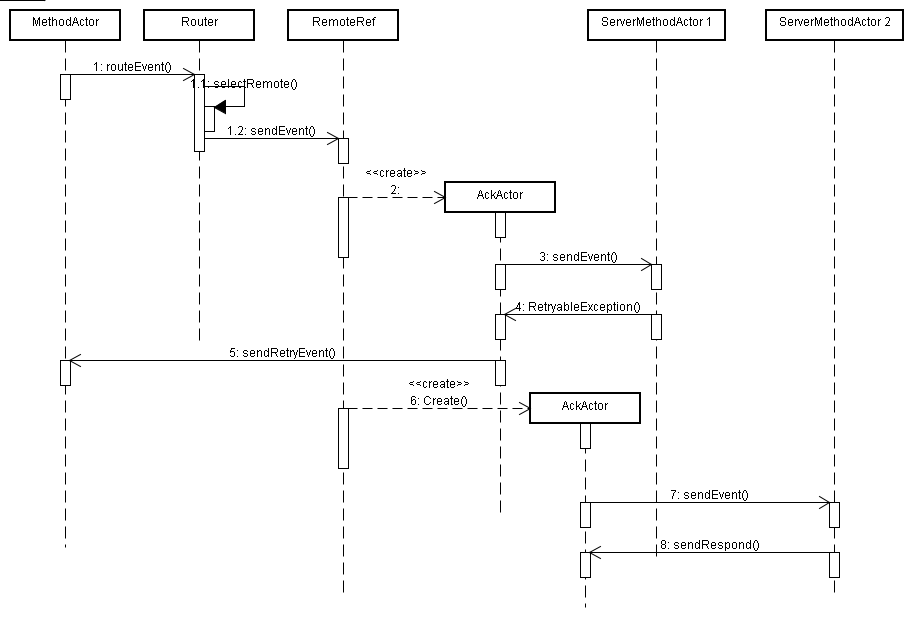 MethodActor
Router
RemoteRef
ServerMethodActor 1
ServerMethodActor 2
1: routeEvent()
1.1: selectRemote()
1.2: sendEvent()
<<create>>
2:
AckActor
3: sendEvent()
4: RetryableException()
5: sendRetryEvent()
<<create>>
6: Create()
AckActor
7: sendEvent()
8: sendRespond()